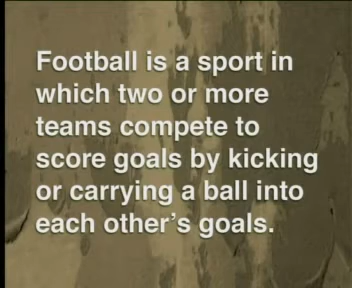 Football is a sport in
which two or more
teams compete to
score goals by kicking
or carrying a ball into
each other's goals.